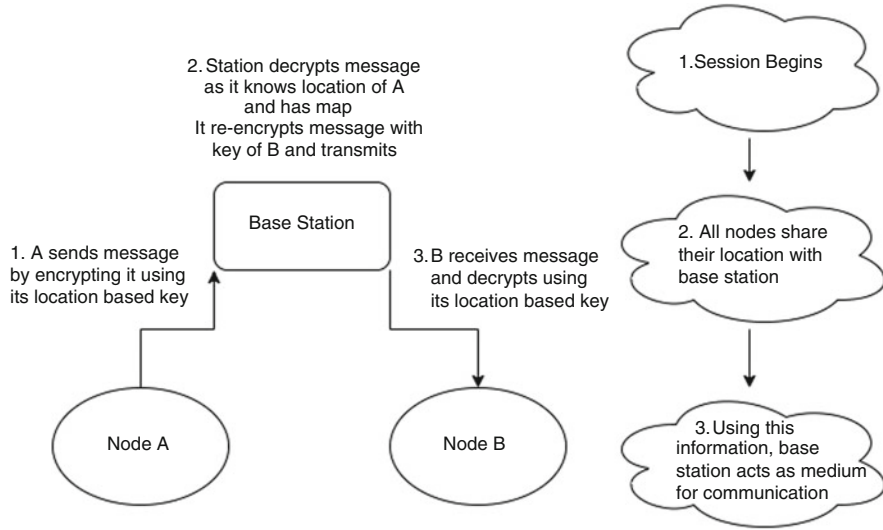 2. Station decrypts message
as it knows location of A
and has map
It re-encrypts message with
key of B and transmits
Base Station
1. A sends message
by encrypting it using
its location based key
3. B receives message
and decrypts using
its location based key
Node A
Node B
1.Session Begins
2. All nodes share
their location with
base station
3.Using this
information, base
station acts as medium
for communication